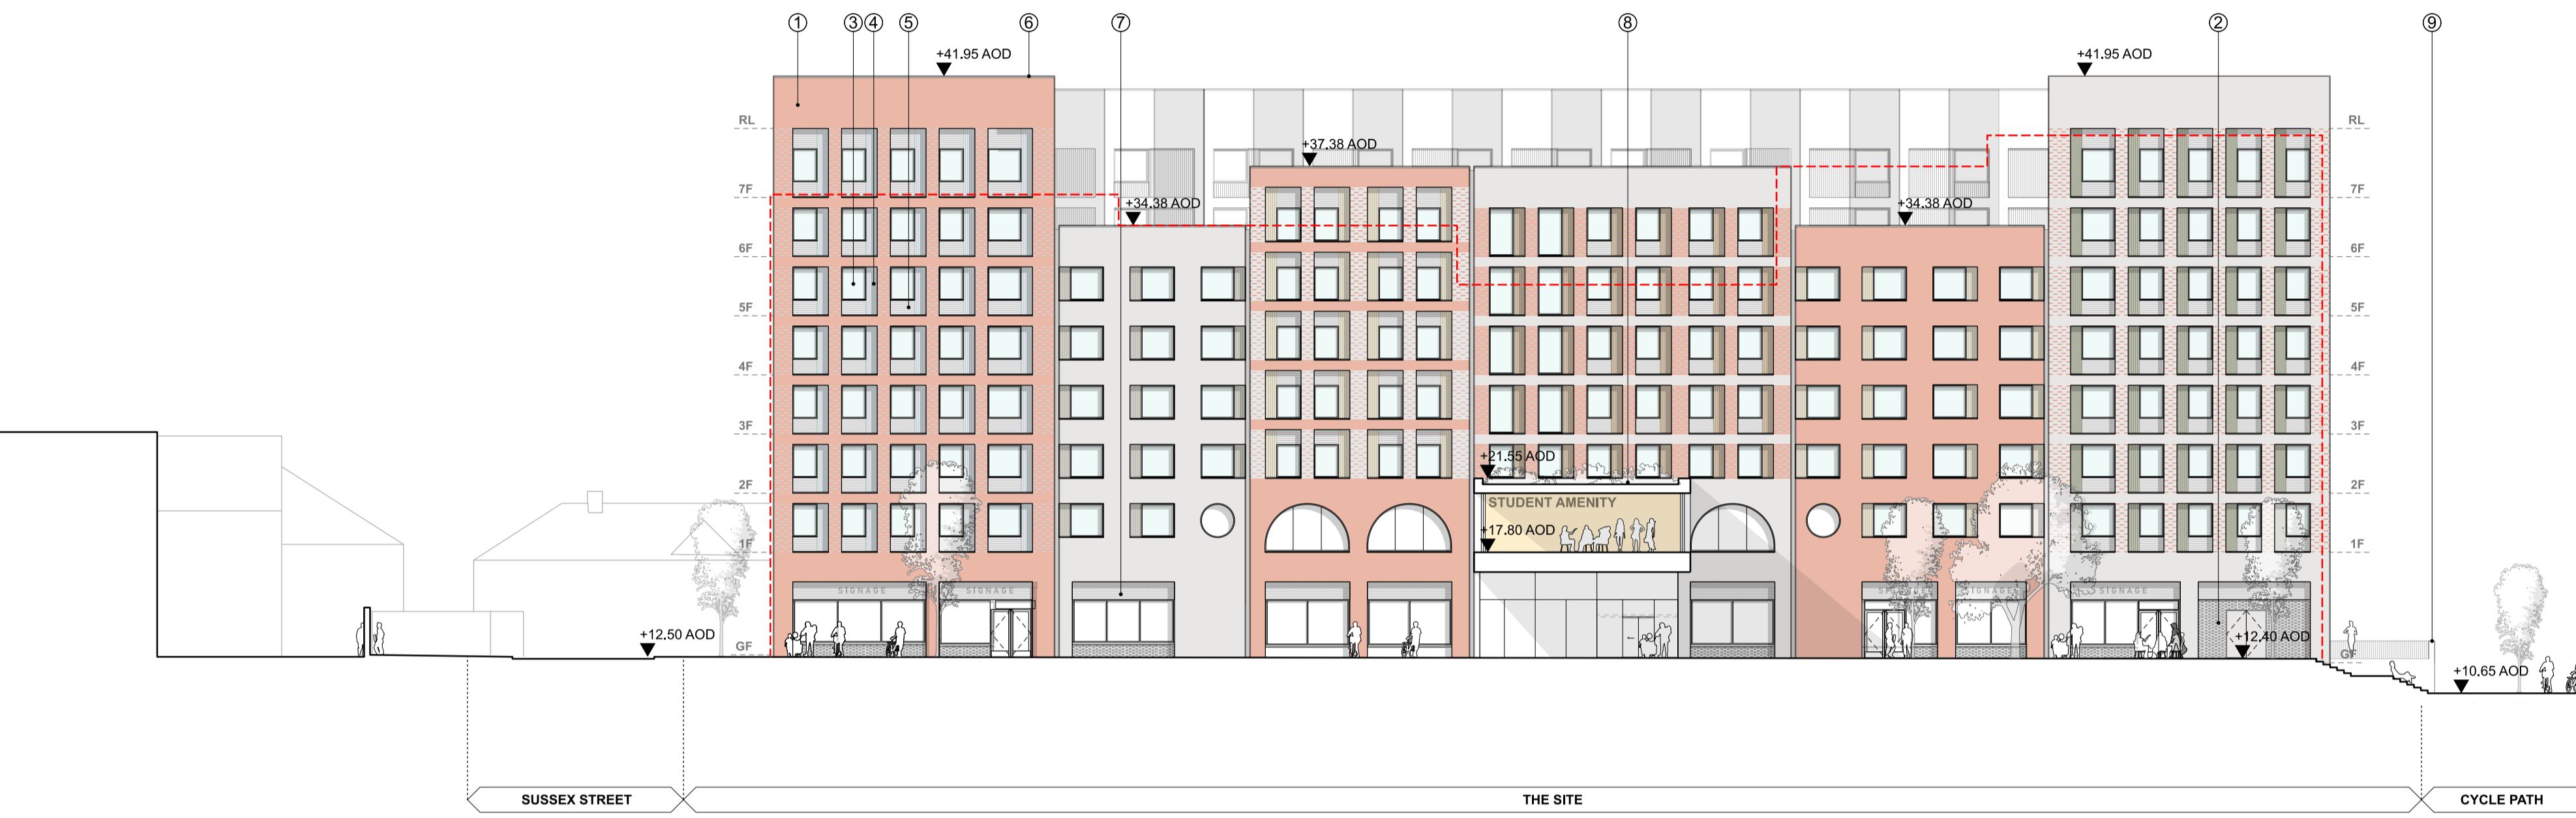 1 3 4 5 6 7 8 2 9
+41.95 AOD +41.95 AOD
RL RL
+37.38 AOD
7F 7F
+34.38 AOD +34.38 AOD
6F 6F
5F 5F
4F 4F
3F 3F
+21.55 AOD
2F 2F
STUDENT AMENITY
+17.80 AOD
1F 1F
SIGNAGE SIGNAGE SIGNAGE SIGNAGE
+12.50 AOD +12.40 AOD
GF GF
+10.65 AOD
SUSSEX STREET THE SITE CYCLE PATH